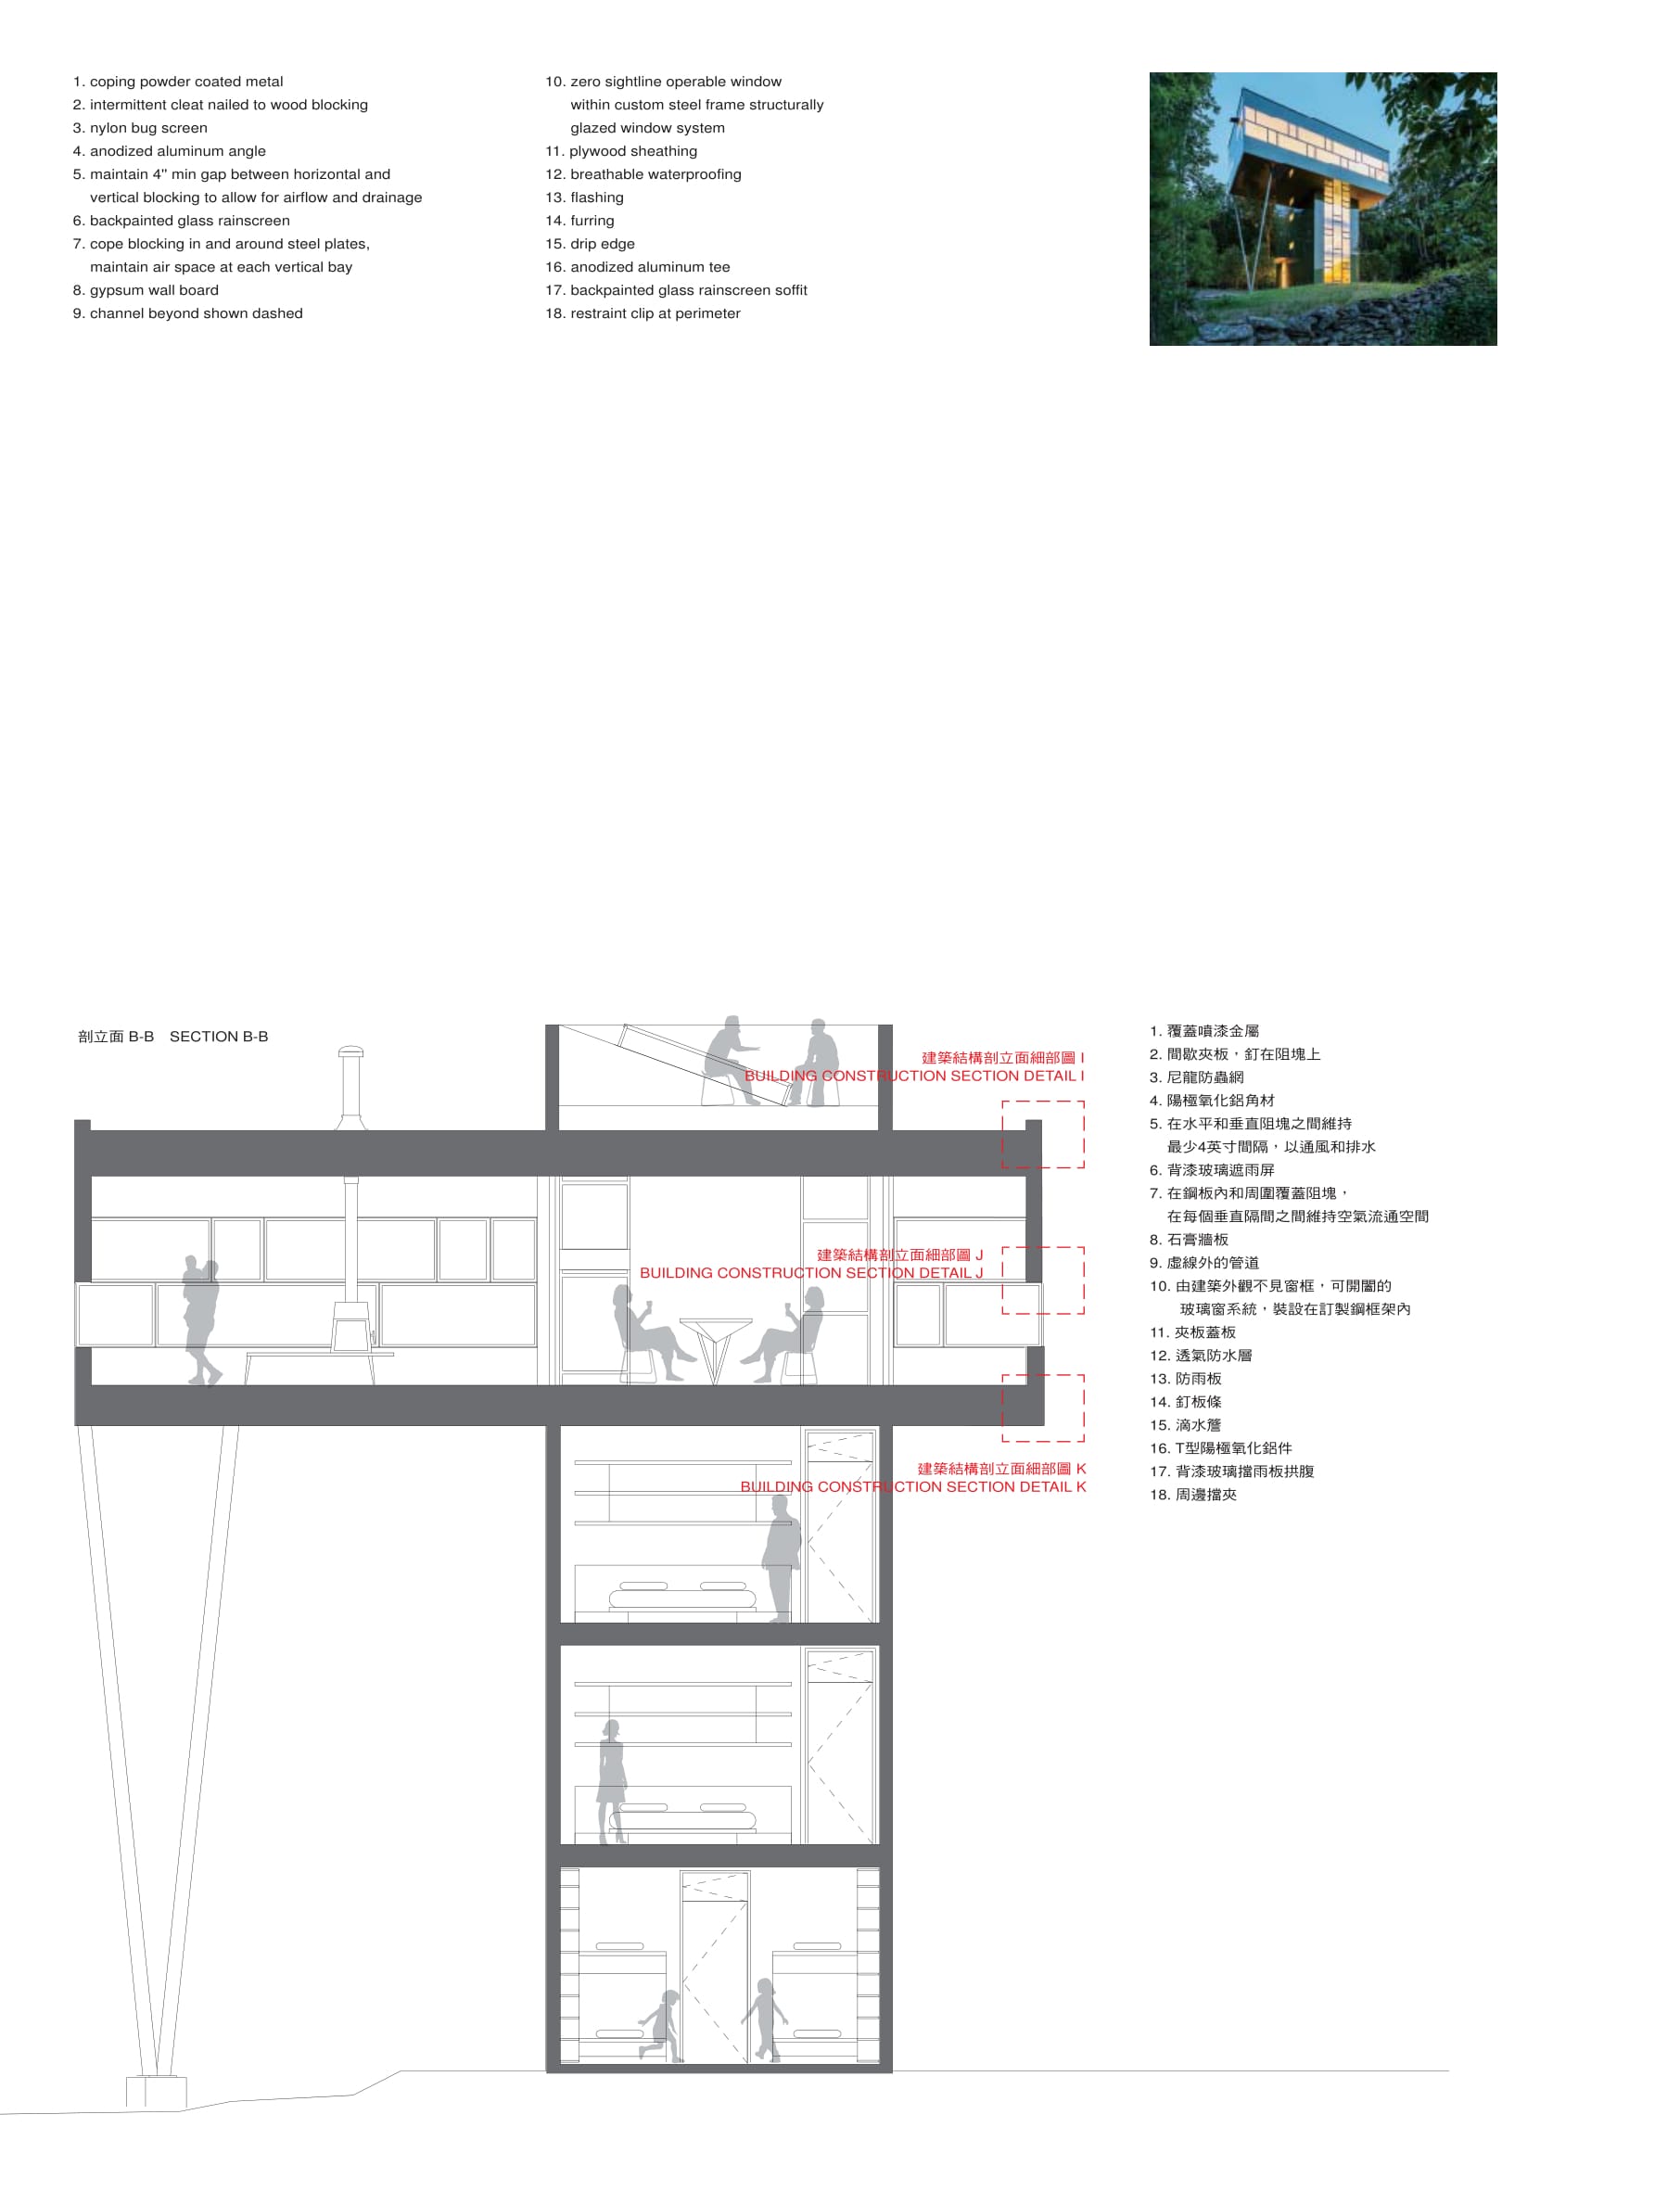 1. coping powder coated metal
2. intermittent cleat nailed to wood blocking
3. nylon bug screen
4. anodized aluminum angle
5. maintain 4" min gap between horizontal and
vertical blocking to allow for airflow and drainage
6. backpainted glass rainscreen
7. cope blocking in and around steel plates,
maintain air space at each vertical bay
8. gypsum wall board
9. channel beyond shown dashed
10. zero sightline operable window
within custom steel frame structurally
glazed window system
11. plywood sheathing
12. breathable waterproofing
13. flashing
14. furring
15. drip edge
16. anodized aluminum tee
17. backpainted glass rainscreen soffit
18. restraint clip at perimeter
剖立面 B-B SECTION B-B
建築結構剖立面細部圖 I
BUILDING CONSTRUCTION SECTION DETAIL I
建築結構剖立面細部圖 J
BUILDING CONSTRUCTION SECTION DETAIL J
建築結構剖立面細部圖 K
BUILDING CONSTRUCTION SECTION DETAIL K
1. 覆蓋噴漆金屬
2. 間歇夾板，釘在阻塊上
3. 尼龍防蟲網
4. 陽極氧化鋁角材
5. 在水平和垂直阻塊之間維持
最少4英寸間隔，以通風和排水
6. 背漆玻璃遮雨屏
7. 在鋼板內和周圍覆蓋阻塊，
在每個垂直隔間之間維持空氣流通空間
8. 石膏牆板
9. 虛線外的管道
10. 由建築外觀不見窗框，可開闔的
玻璃窗系統，裝設在訂製鋼框架內
11. 夾板蓋板
12. 透氣防水層
13. 防雨板
14. 釘板條
15. 滴水簷
16. T型陽極氧化鋁件
17. 背漆玻璃擋雨板拱腹
18. 周邊擋夾